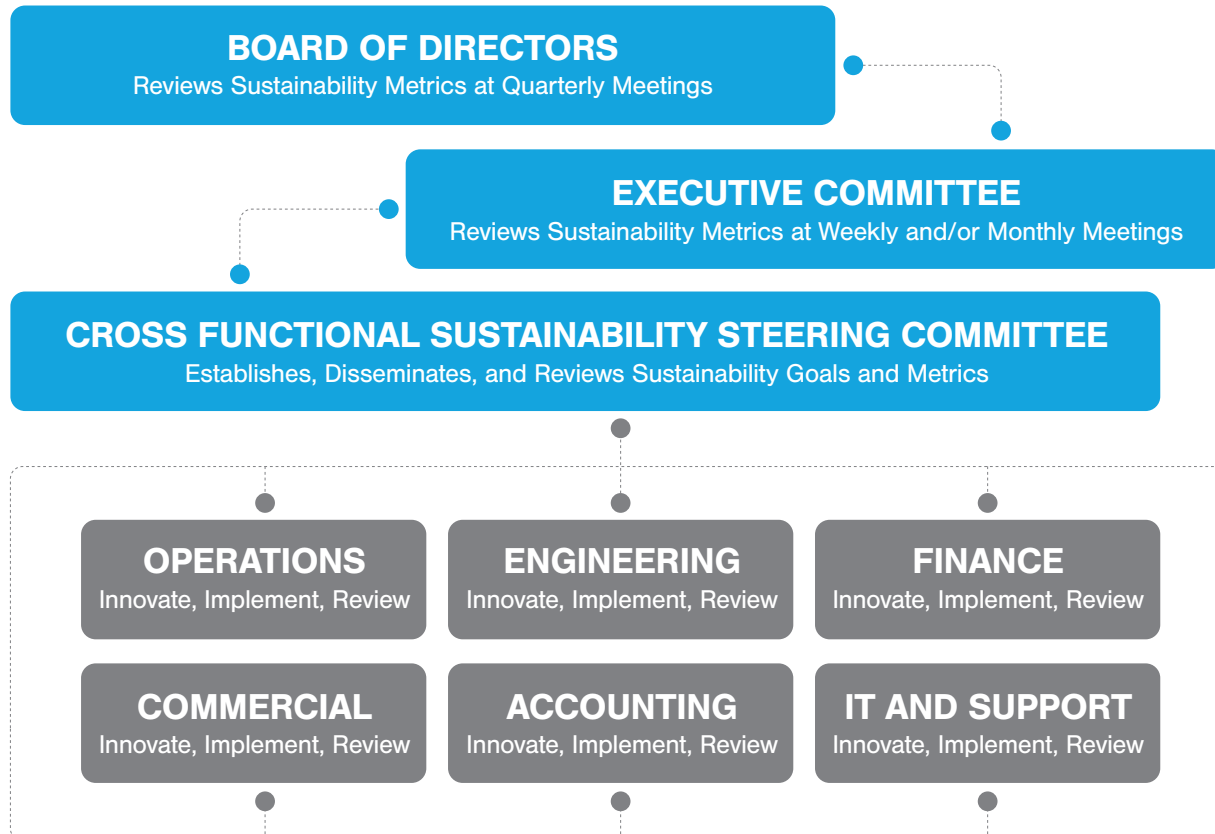 BOARD OF DIRECTORS
Reviews Sustainability Metrics at Quarterly Meetings
EXECUTIVE COMMITTEE
Reviews Sustainability Metrics at Weekly and/or Monthly Meetings
CROSS FUNCTIONAL SUSTAINABILITY STEERING COMMITTEE
Establishes, Disseminates, and Reviews Sustainability Goals and Metrics
OPERATIONS
Innovate, Implement, Review
ENGINEERING
Innovate, Implement, Review
FINANCE
Innovate, Implement, Review
COMMERCIAL
Innovate, Implement, Review
ACCOUNTING
Innovate, Implement, Review
IT AND SUPPORT
Innovate, Implement, Review